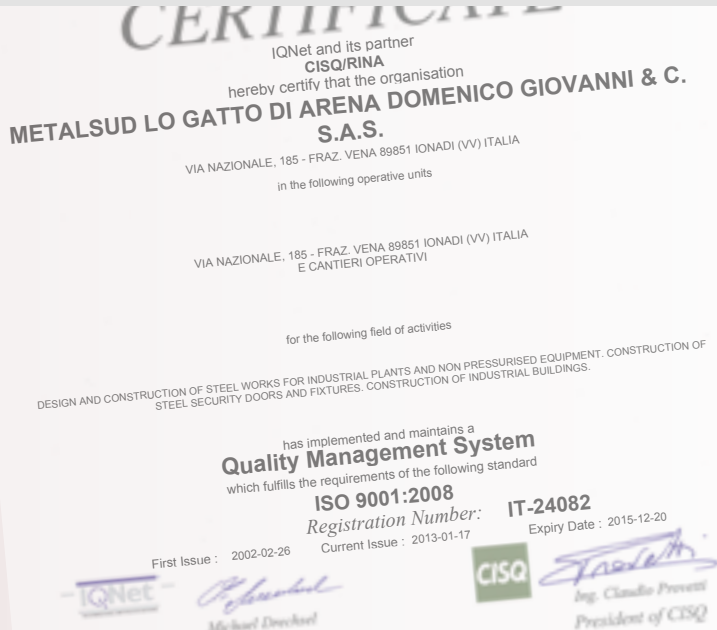 CERTIFICATE
IQNet and its partner
CISQ/RINA
hereby certify that the organisation
METALSUD LO GATTO DI ARENA DOMENICO GIOVANNI & C.
S.A.S.
VIA NAZIONALE, 185 - FRAZ. VENA 89851 IONADI (VV) ITALIA
in the following operative units
VIA NAZIONALE, 185 - FRAZ. VENA 89851 IONADI (VV) ITALIA
E CANTIERI OPERATIVI
for the following field of activities
DESIGN AND CONSTRUCTION OF STEEL WORKS FOR INDUSTRIAL PLANTS AND NON PRESSURISED EQUIPMENT. CONSTRUCTION OF
STEEL SECURITY DOORS AND FIXTURES. CONSTRUCTION OF INDUSTRIAL BUILDINGS.
has implemented and maintains a
Quality Management System
which fulfills the requirements of the following standard
ISO 9001:2008
Registration Number: IT-24082
First Issue : 2002-02-26 Current Issue : 2013-01-17 Expiry Date : 2015-12-20
IQNet
CISQ
Michael Drechsel
Ing. Claudio Provetti
President of CISQ